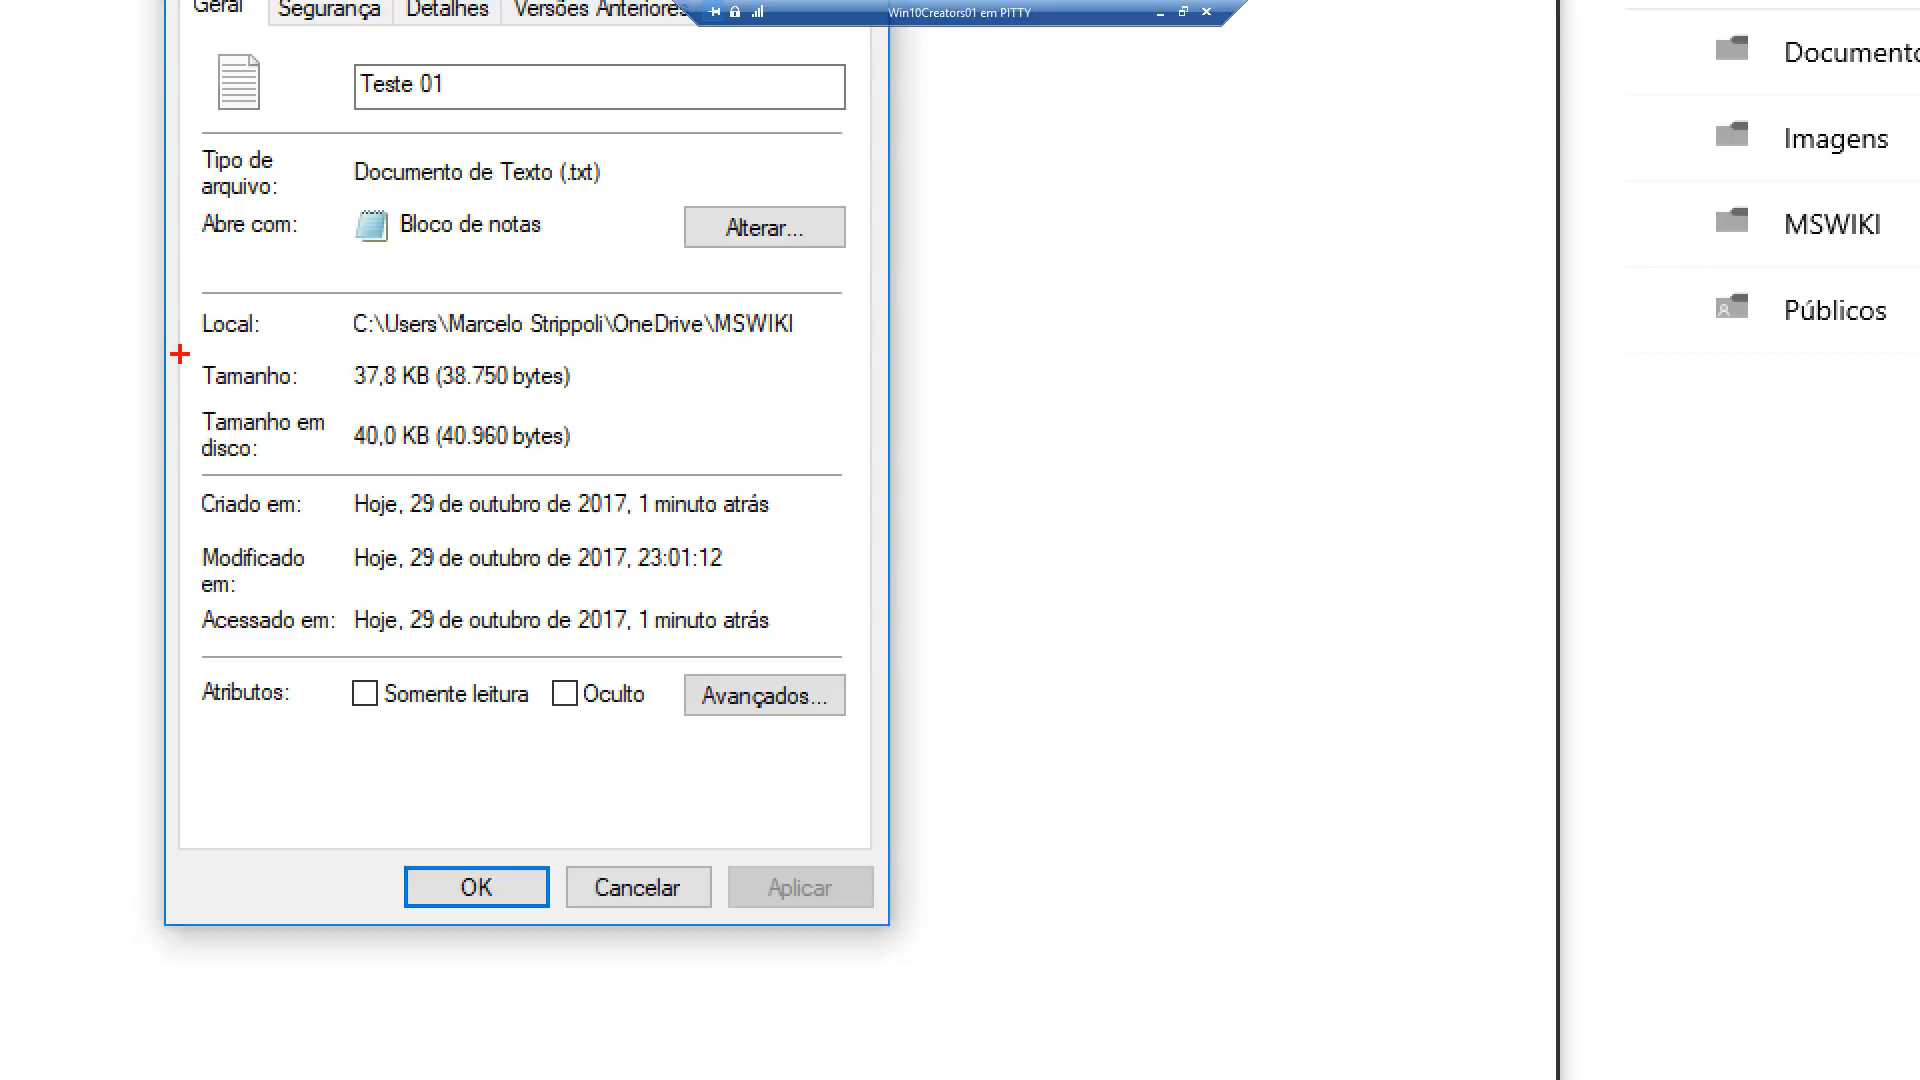 Geral Segurança Detalhes Versões Anteriores
Win10Creators01 em PITTY
Teste 01
Tipo de
arquivo:
Documento de Texto (.txt)
Abre com:
Bloco de notas
Alterar...
Local:
C:\Users\Marcelo Strippoli\OneDrive\MSWIKI
Tamanho:
37,8 KB (38.750 bytes)
Tamanho em
disco:
40,0 KB (40.960 bytes)
Criado em:
Hoje, 29 de outubro de 2017, 1 minuto atrás
Modificado
em:
Hoje, 29 de outubro de 2017, 23:01:12
Acessado em:
Hoje, 29 de outubro de 2017, 1 minuto atrás
Atributos:
Somente leitura
Oculto
Avançados...
OK
Cancelar
Aplicar
Documento
Imagens
MSWIKI
Públicos